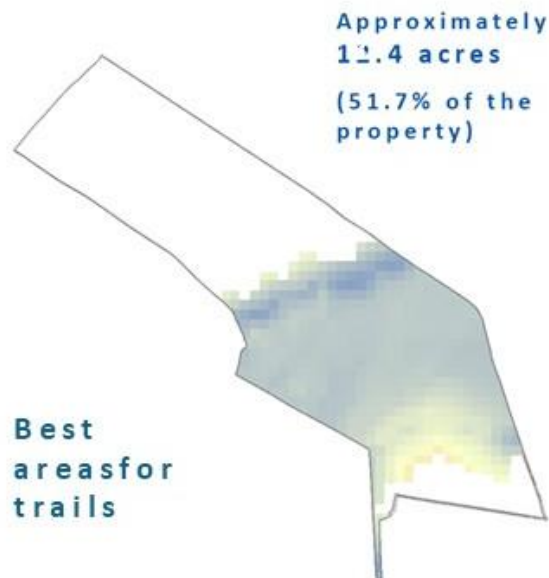 Approximately
acres
(51.7% of the
property)
Best
areasfor
trails